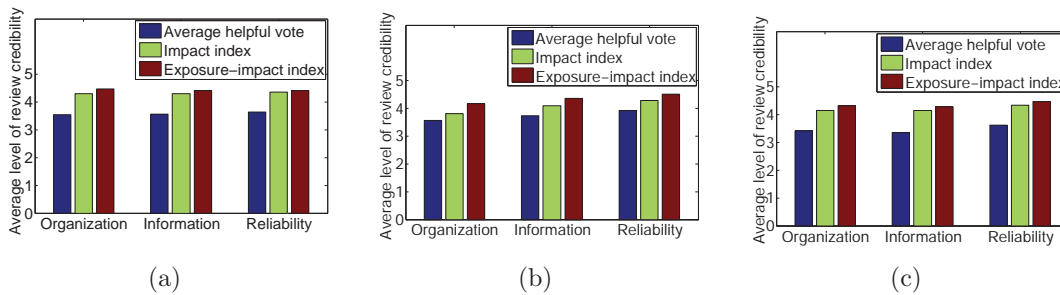 Average level of review credibility
5
4
3
2
1
0
Average helpful vote
Impact index
Exposure-impact index
Organization Information Reliability
(a)
Average level of review credibility
5
4
3
2
1
0
Average helpful vote
Impact index
Exposure-impact index
Organization Information Reliability
(b)
Average level of review credibility
5
4
3
2
1
0
Average helpful vote
Impact index
Exposure-impact index
Organization Information Reliability
(c)